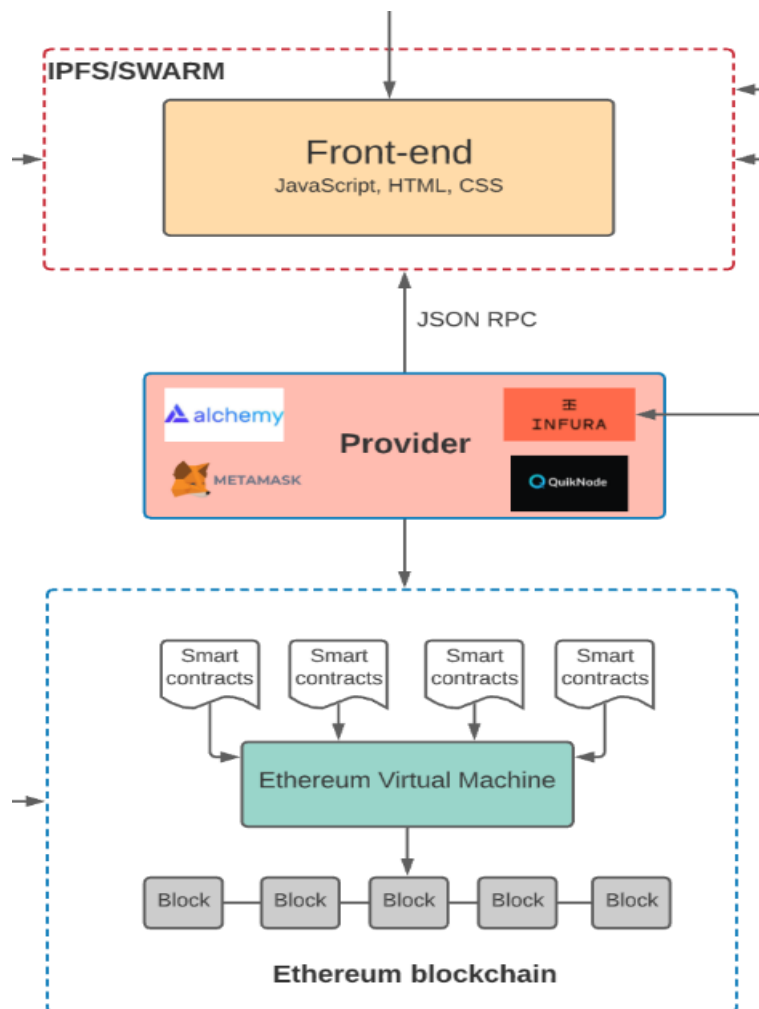 IPFS/SWARM
Front-end
JavaScript, HTML, CSS
JSON RPC
alchemy
INFURA
Provider
METAMASK
QuikNode
Smart
contracts
Smart
contracts
Smart
contracts
Smart
contracts
Ethereum Virtual Machine
Block
Block
Block
Block
Block
Ethereum blockchain